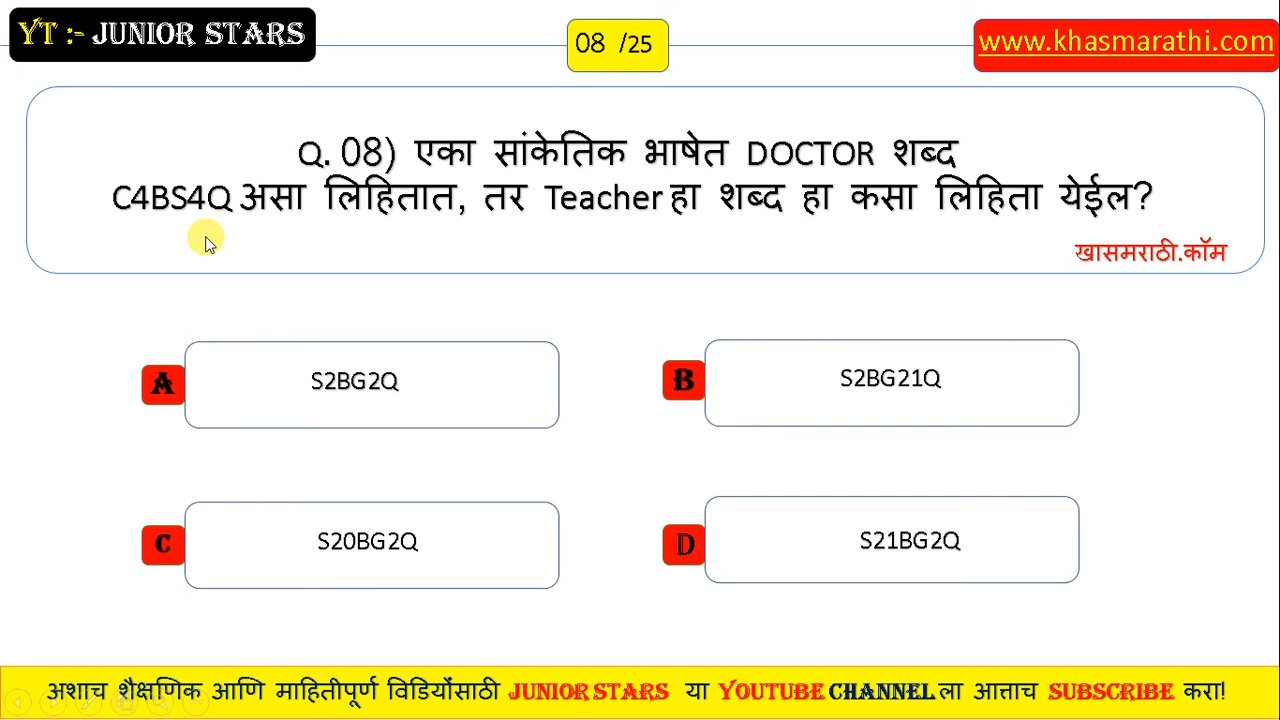 YT :- JUNIOR STARS
08 /25
www.khasmarathi.com
Q. 08) एका सांकेतिक भाषेत DOCTOR शब्द
C4BS4Q असा लिहितात, तर Teacher हा शब्द हा कसा लिहिता येईल?
खासमराठी.कॉम
A S2BG2Q
B S2BG21Q
C S20BG2Q
D S21BG2Q
अशाच शैक्षणिक आणि माहितीपूर्ण विडियोंसाठी JUNIOR STARS या YOUTUBE CHANNEL ला आत्ताच SUBSCRIBE करा!